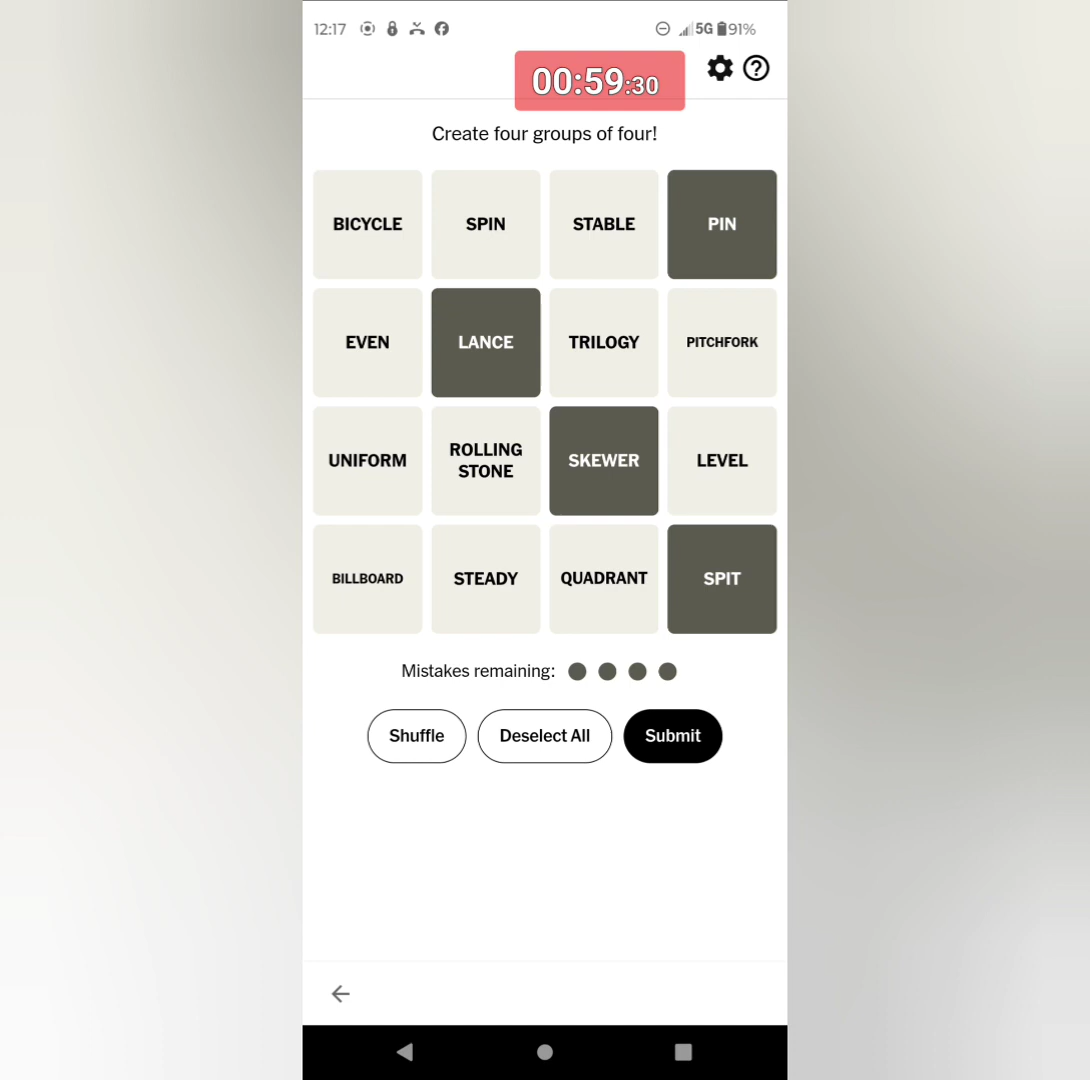 12:17
5G 91%
00:59:30
Create four groups of four!
BICYCLE SPIN STABLE PIN
EVEN LANCE TRILOGY PITCHFORK
UNIFORM ROLLING STONE SKEWER LEVEL
BILLBOARD STEADY QUADRANT SPIT
Mistakes remaining:
Shuffle Deselect All Submit